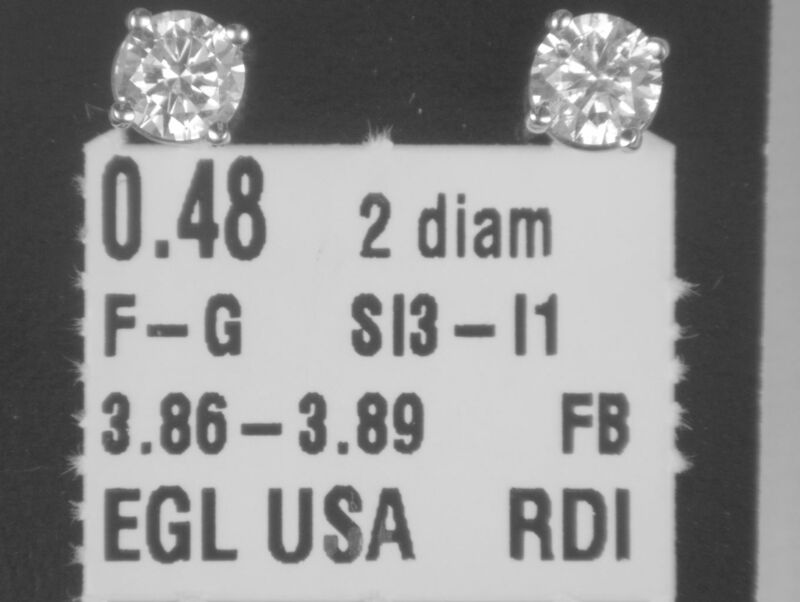 0.48 2 diam
F-G SI3-I1
3.86-3.89 FB
EGL USA RDI